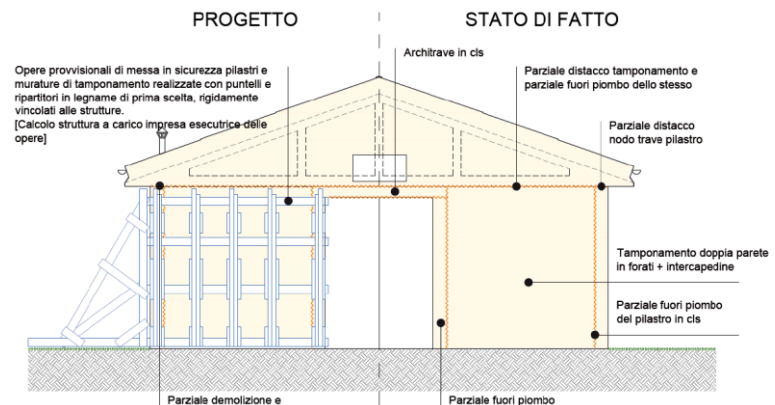 PROGETTO
STATO DI FATTO
Architrave in cls
Opere provvisionali di messa in sicurezza pilastri e
murature di tamponamento realizzate con puntelli e
ripartitori in legname di prima scelta, rigidamente
vincolati alle strutture.
[Calcolo struttura a carico impresa esecutrice delle
opere]
Parziale distacco tamponamento e
parziale fuori piombo dello stesso
Parziale distacco
nodo trave pilastro
Tamponamento doppia parete
in forati + intercapedine
Parziale fuori piombo
del pilastro in cls
Parziale demolizione e
Parziale fuori piombo